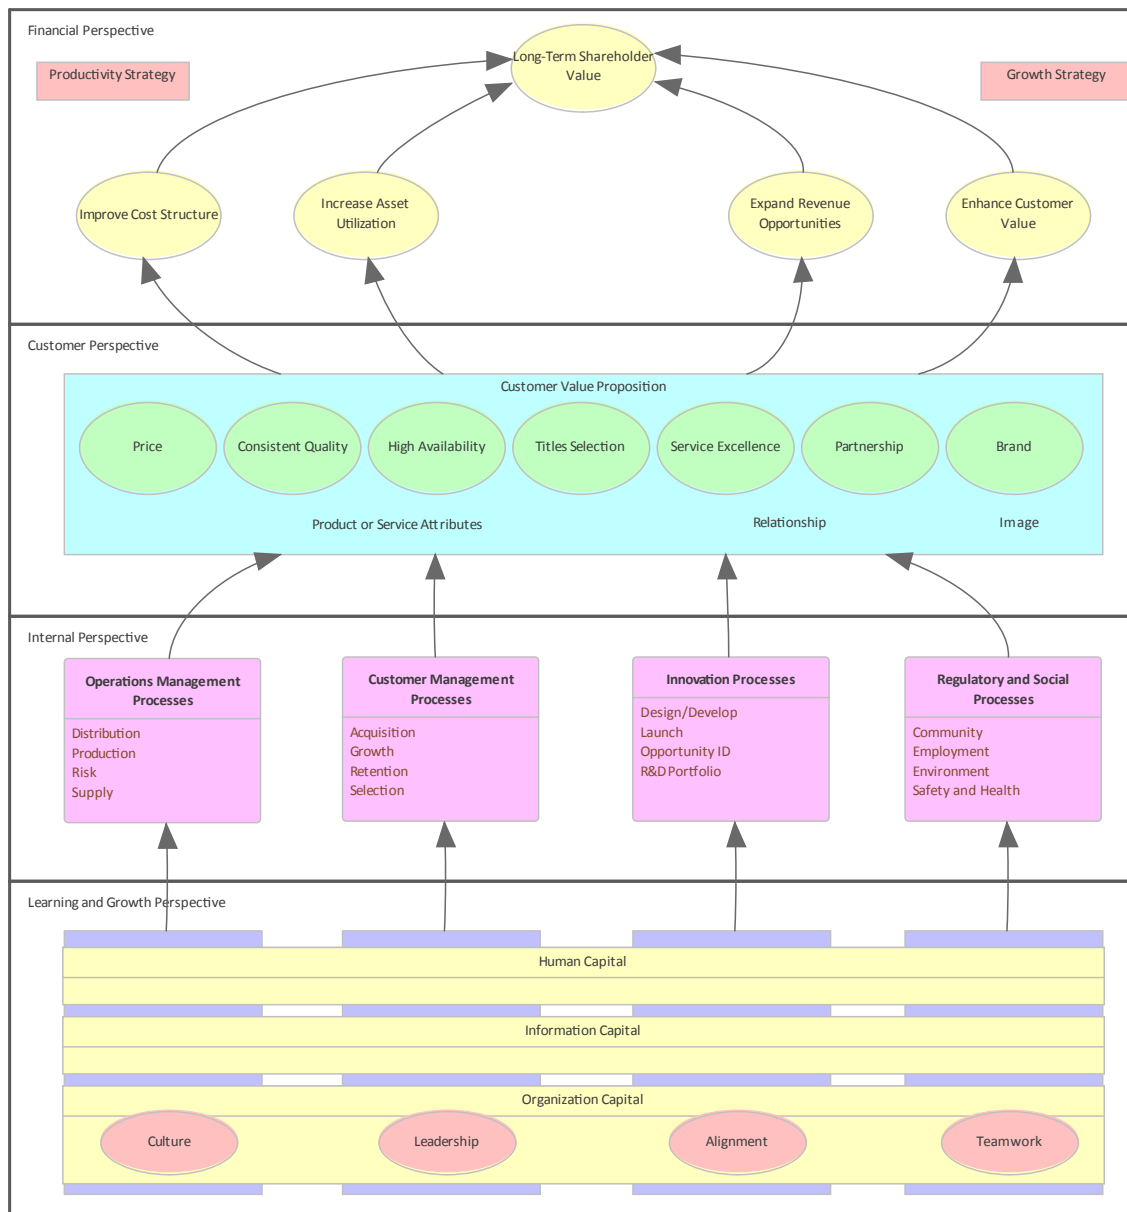 Financial Perspective
Long-Term Shareholder
Value
Productivity Strategy
Growth Strategy
Improve Cost Structure
Increase Asset
Utilization
Expand Revenue
Opportunities
Enhance Customer
Value
Customer Perspective
Customer Value Proposition
Price
Consistent Quality
High Availability
Titles Selection
Service Excellence
Partnership
Brand
Product or Service Attributes
Relationship
Image
Internal Perspective
Operations Management
Processes
Distribution
Production
Risk
Supply
Customer Management
Processes
Acquisition
Growth
Retention
Selection
Innovation Processes
Design/Develop
Launch
Opportunity ID
R&D Portfolio
Regulatory and Social
Processes
Community
Employment
Environment
Safety and Health
Learning and Growth Perspective
Human Capital
Information Capital
Organization Capital
Culture
Leadership
Alignment
Teamwork